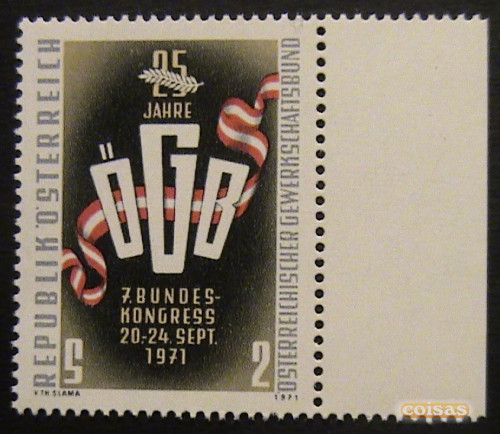 REPUBLIK ÖSTERREICH
25
JAHRE
ÖGB
7. BUNDES-
KONGRESS
20.-24. SEPT.
1971
S 2
ÖSTERREICHISCHER GEWERKSCHAFTSBUND
V. TH. SLAMA
1971
coisas